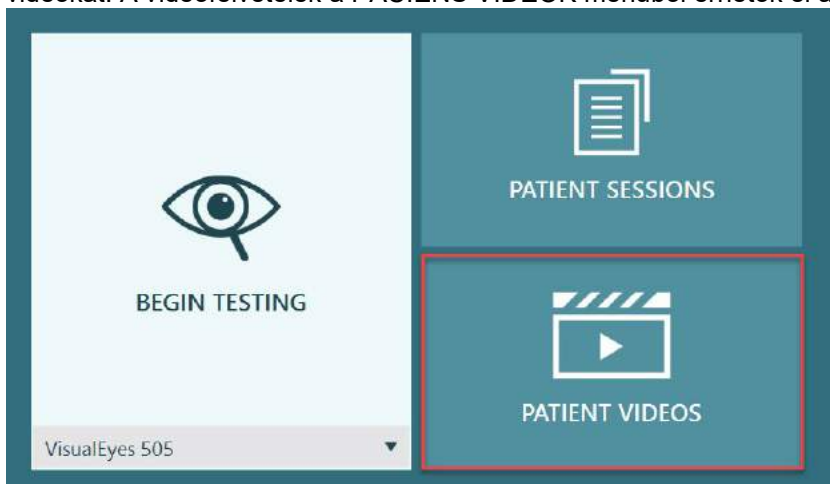 BEGIN TESTING
VisualEyes 505
PATIENT SESSIONS
PATIENT VIDEOS